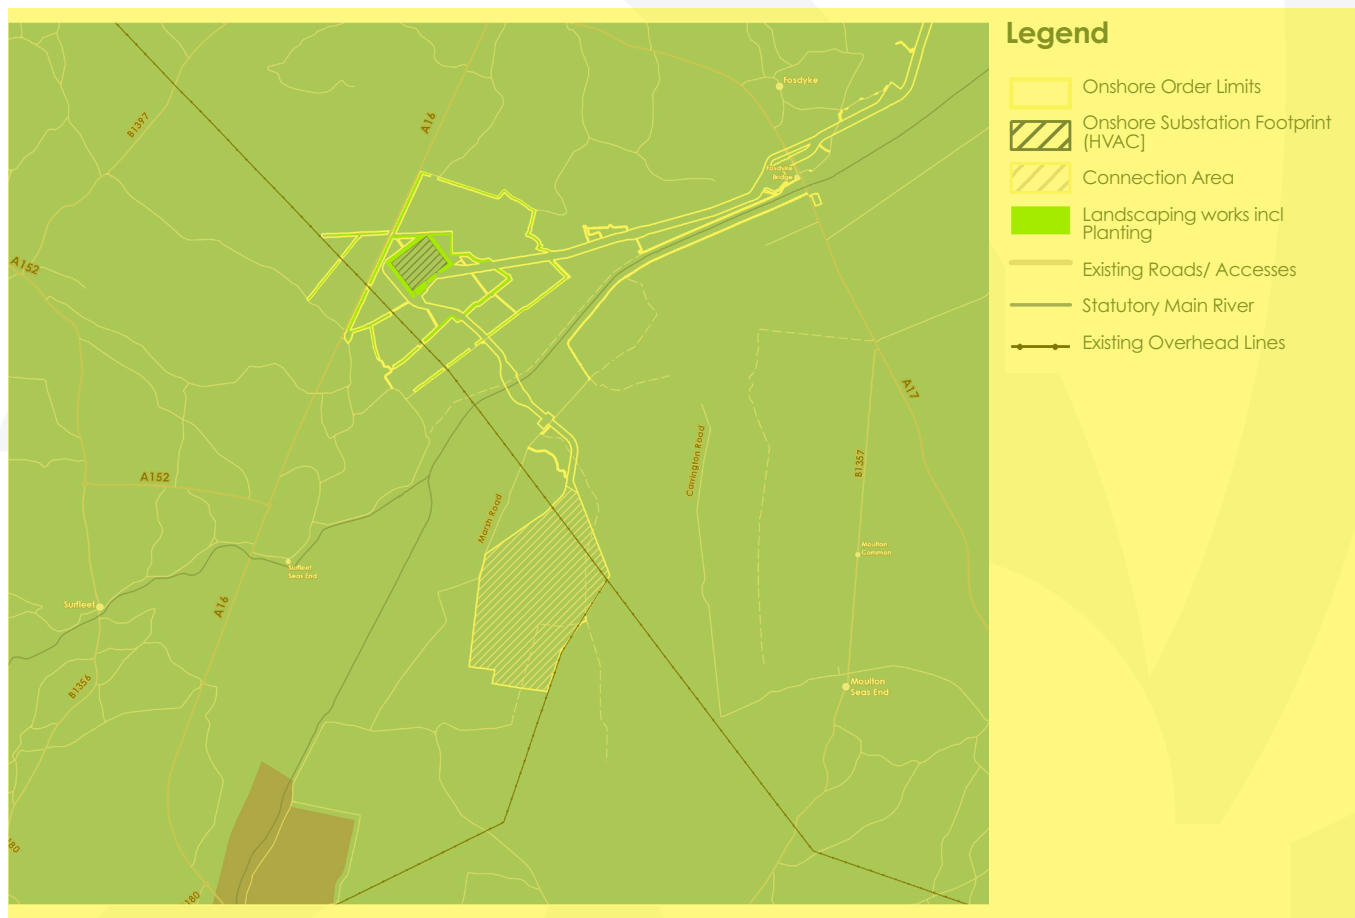 Legend
Onshore Order Limits
Onshore Substation Footprint
(HVAC]
Connection Area
Landscaping works incl
Planting
Existing Roads/ Accesses
Statutory Main River
Existing Overhead Lines
Fosdyke
B1397
A16
Fosdyke
Bridge
A152
A17
Carrington Road
B1357
A152
Marsh Road
Moulton
Common
Surfleet
Seas End
Surfleet
A16
B1356
Moulton
Seas End
180
180